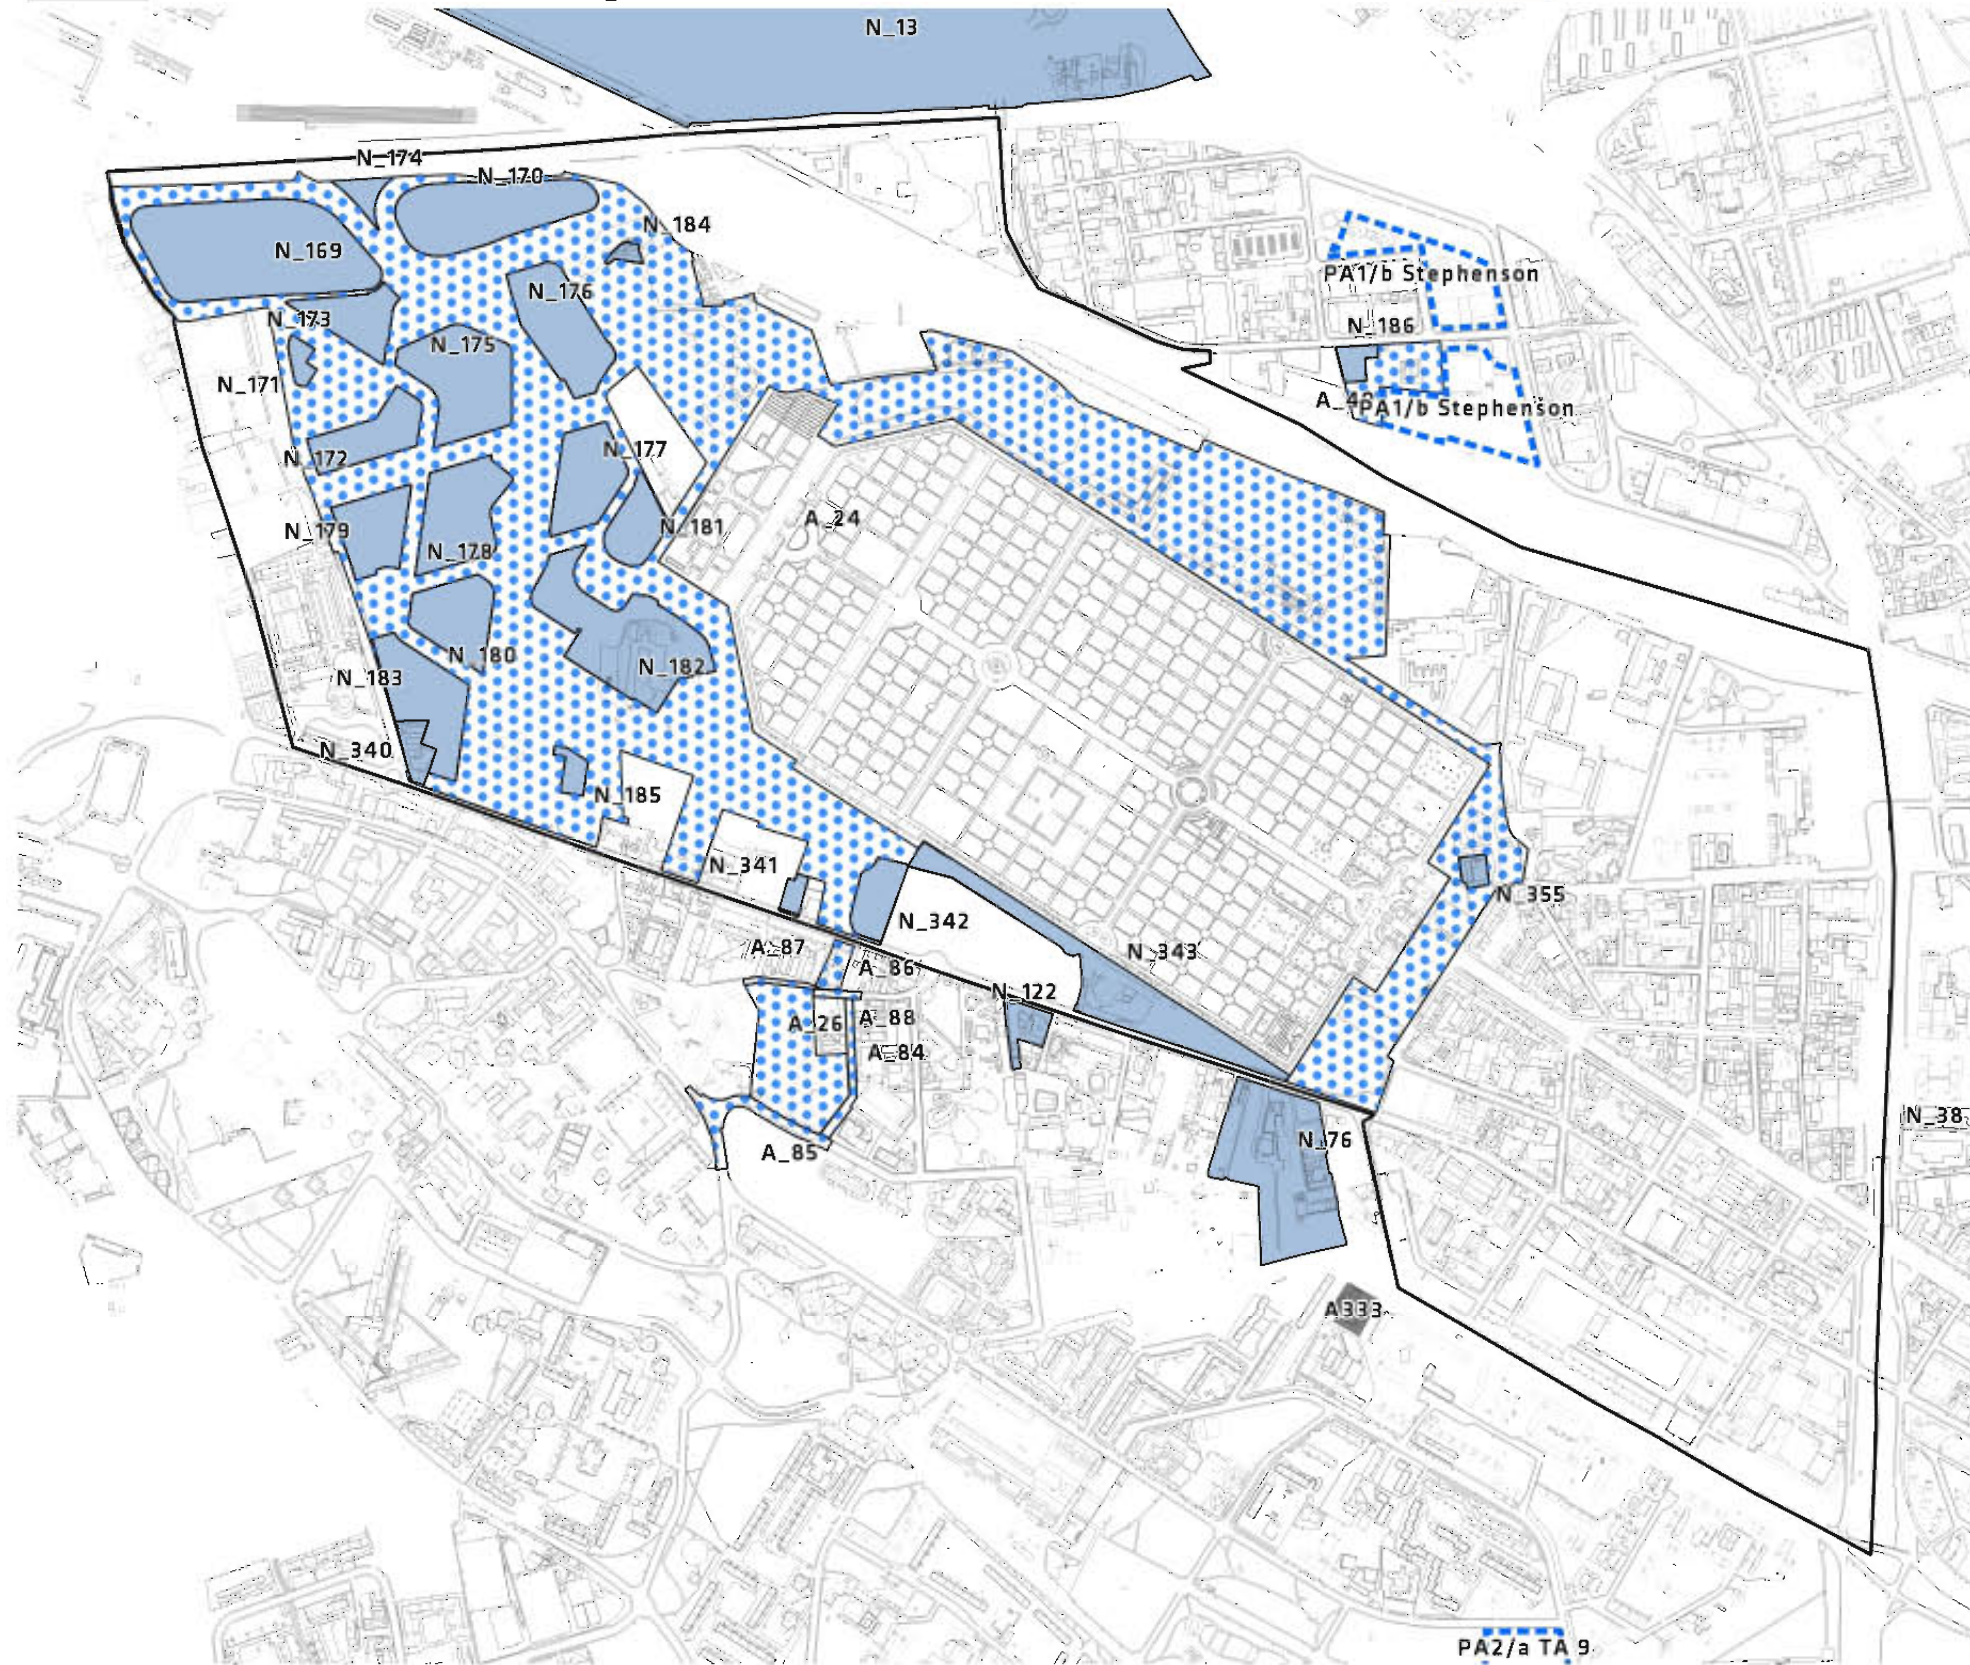 N_13
N_174
N_170
N_184
N_169
PA1/b Stephenson
N_176
N_173
N_186
N_175
N_171
PA1/b Stephenson
N_177
N_172
N_181
A_24
N_179
N_178
N_180
N_182
N_183
N_340
N_185
N_341
N_355
N_342
A_87
N_343
A_86
N_122
A_26
A_88
A_84
N_38
N_76
A_85
A333
PA2/a TA 9